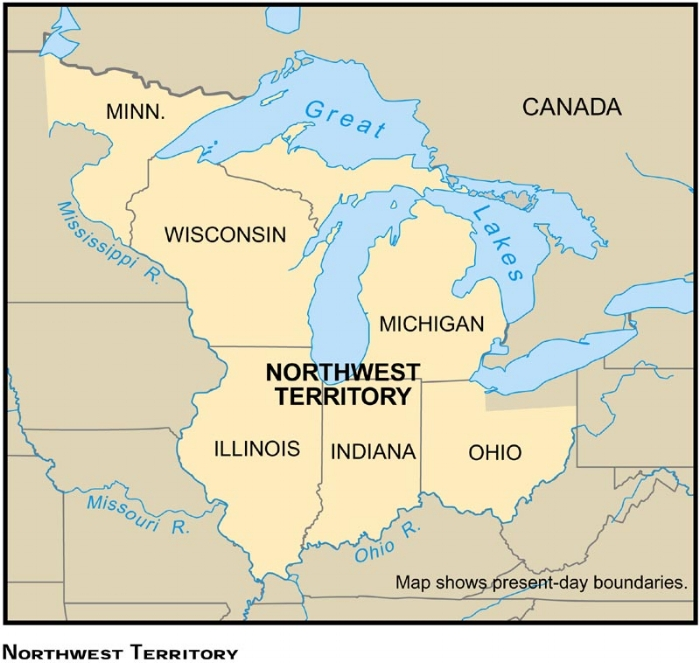 MINN.
Great
CANADA
Mississippi R.
WISCONSIN
Lakes
MICHIGAN
NORTHWEST
TERRITORY
ILLINOIS
INDIANA
OHIO
Missouri R.
Ohio R.
Map shows present-day boundaries.
NORTHWEST TERRITORY